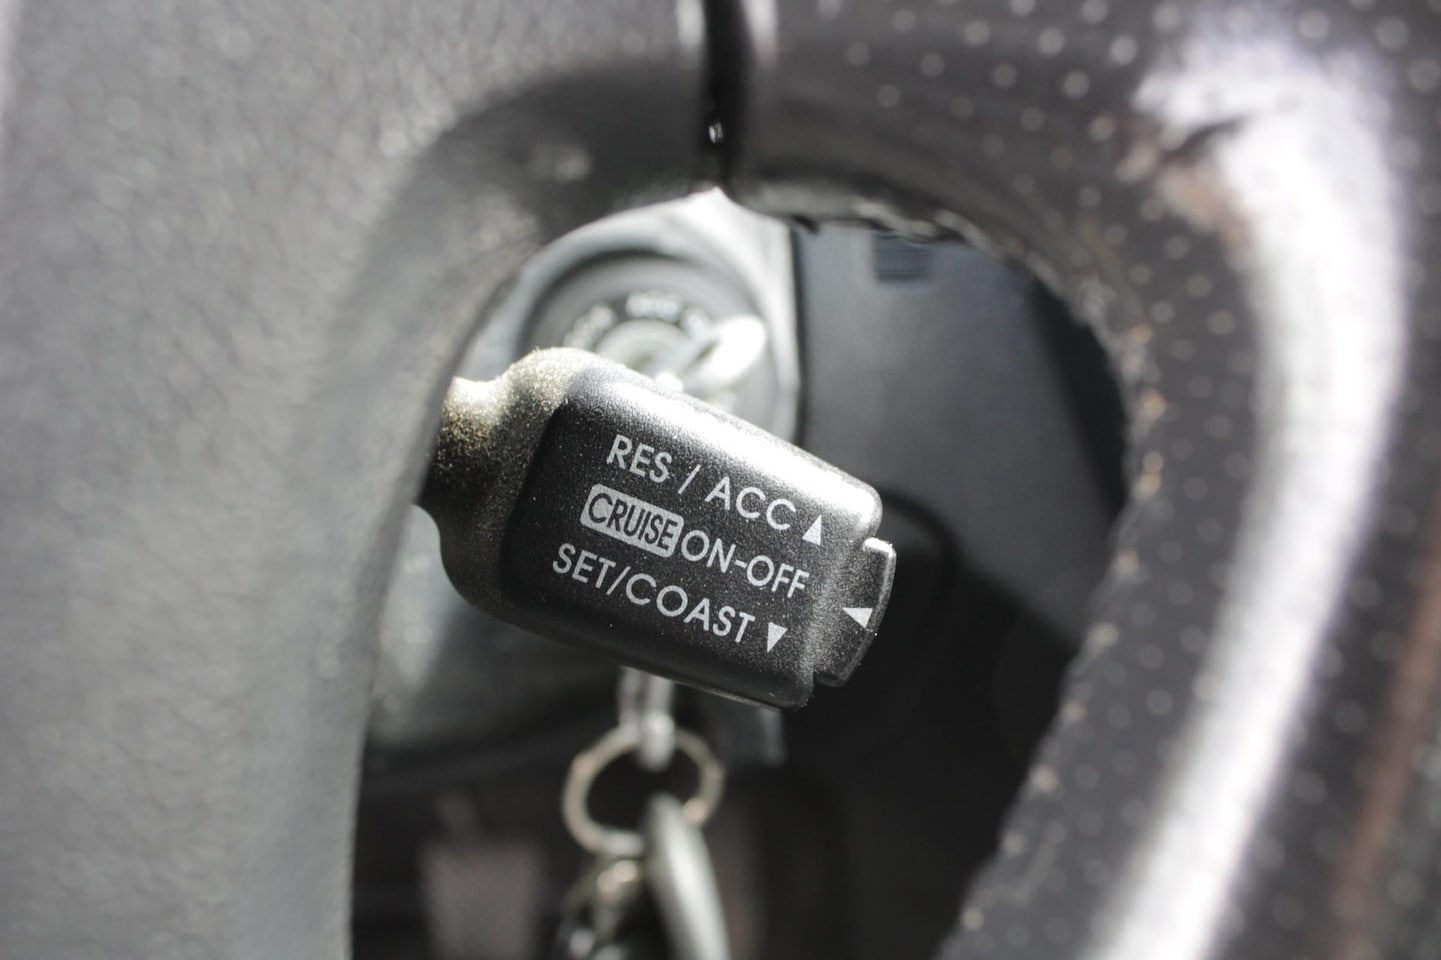 RES / ACC ▲
CRUISE ON-OFF ◀
SET/COAST ▼